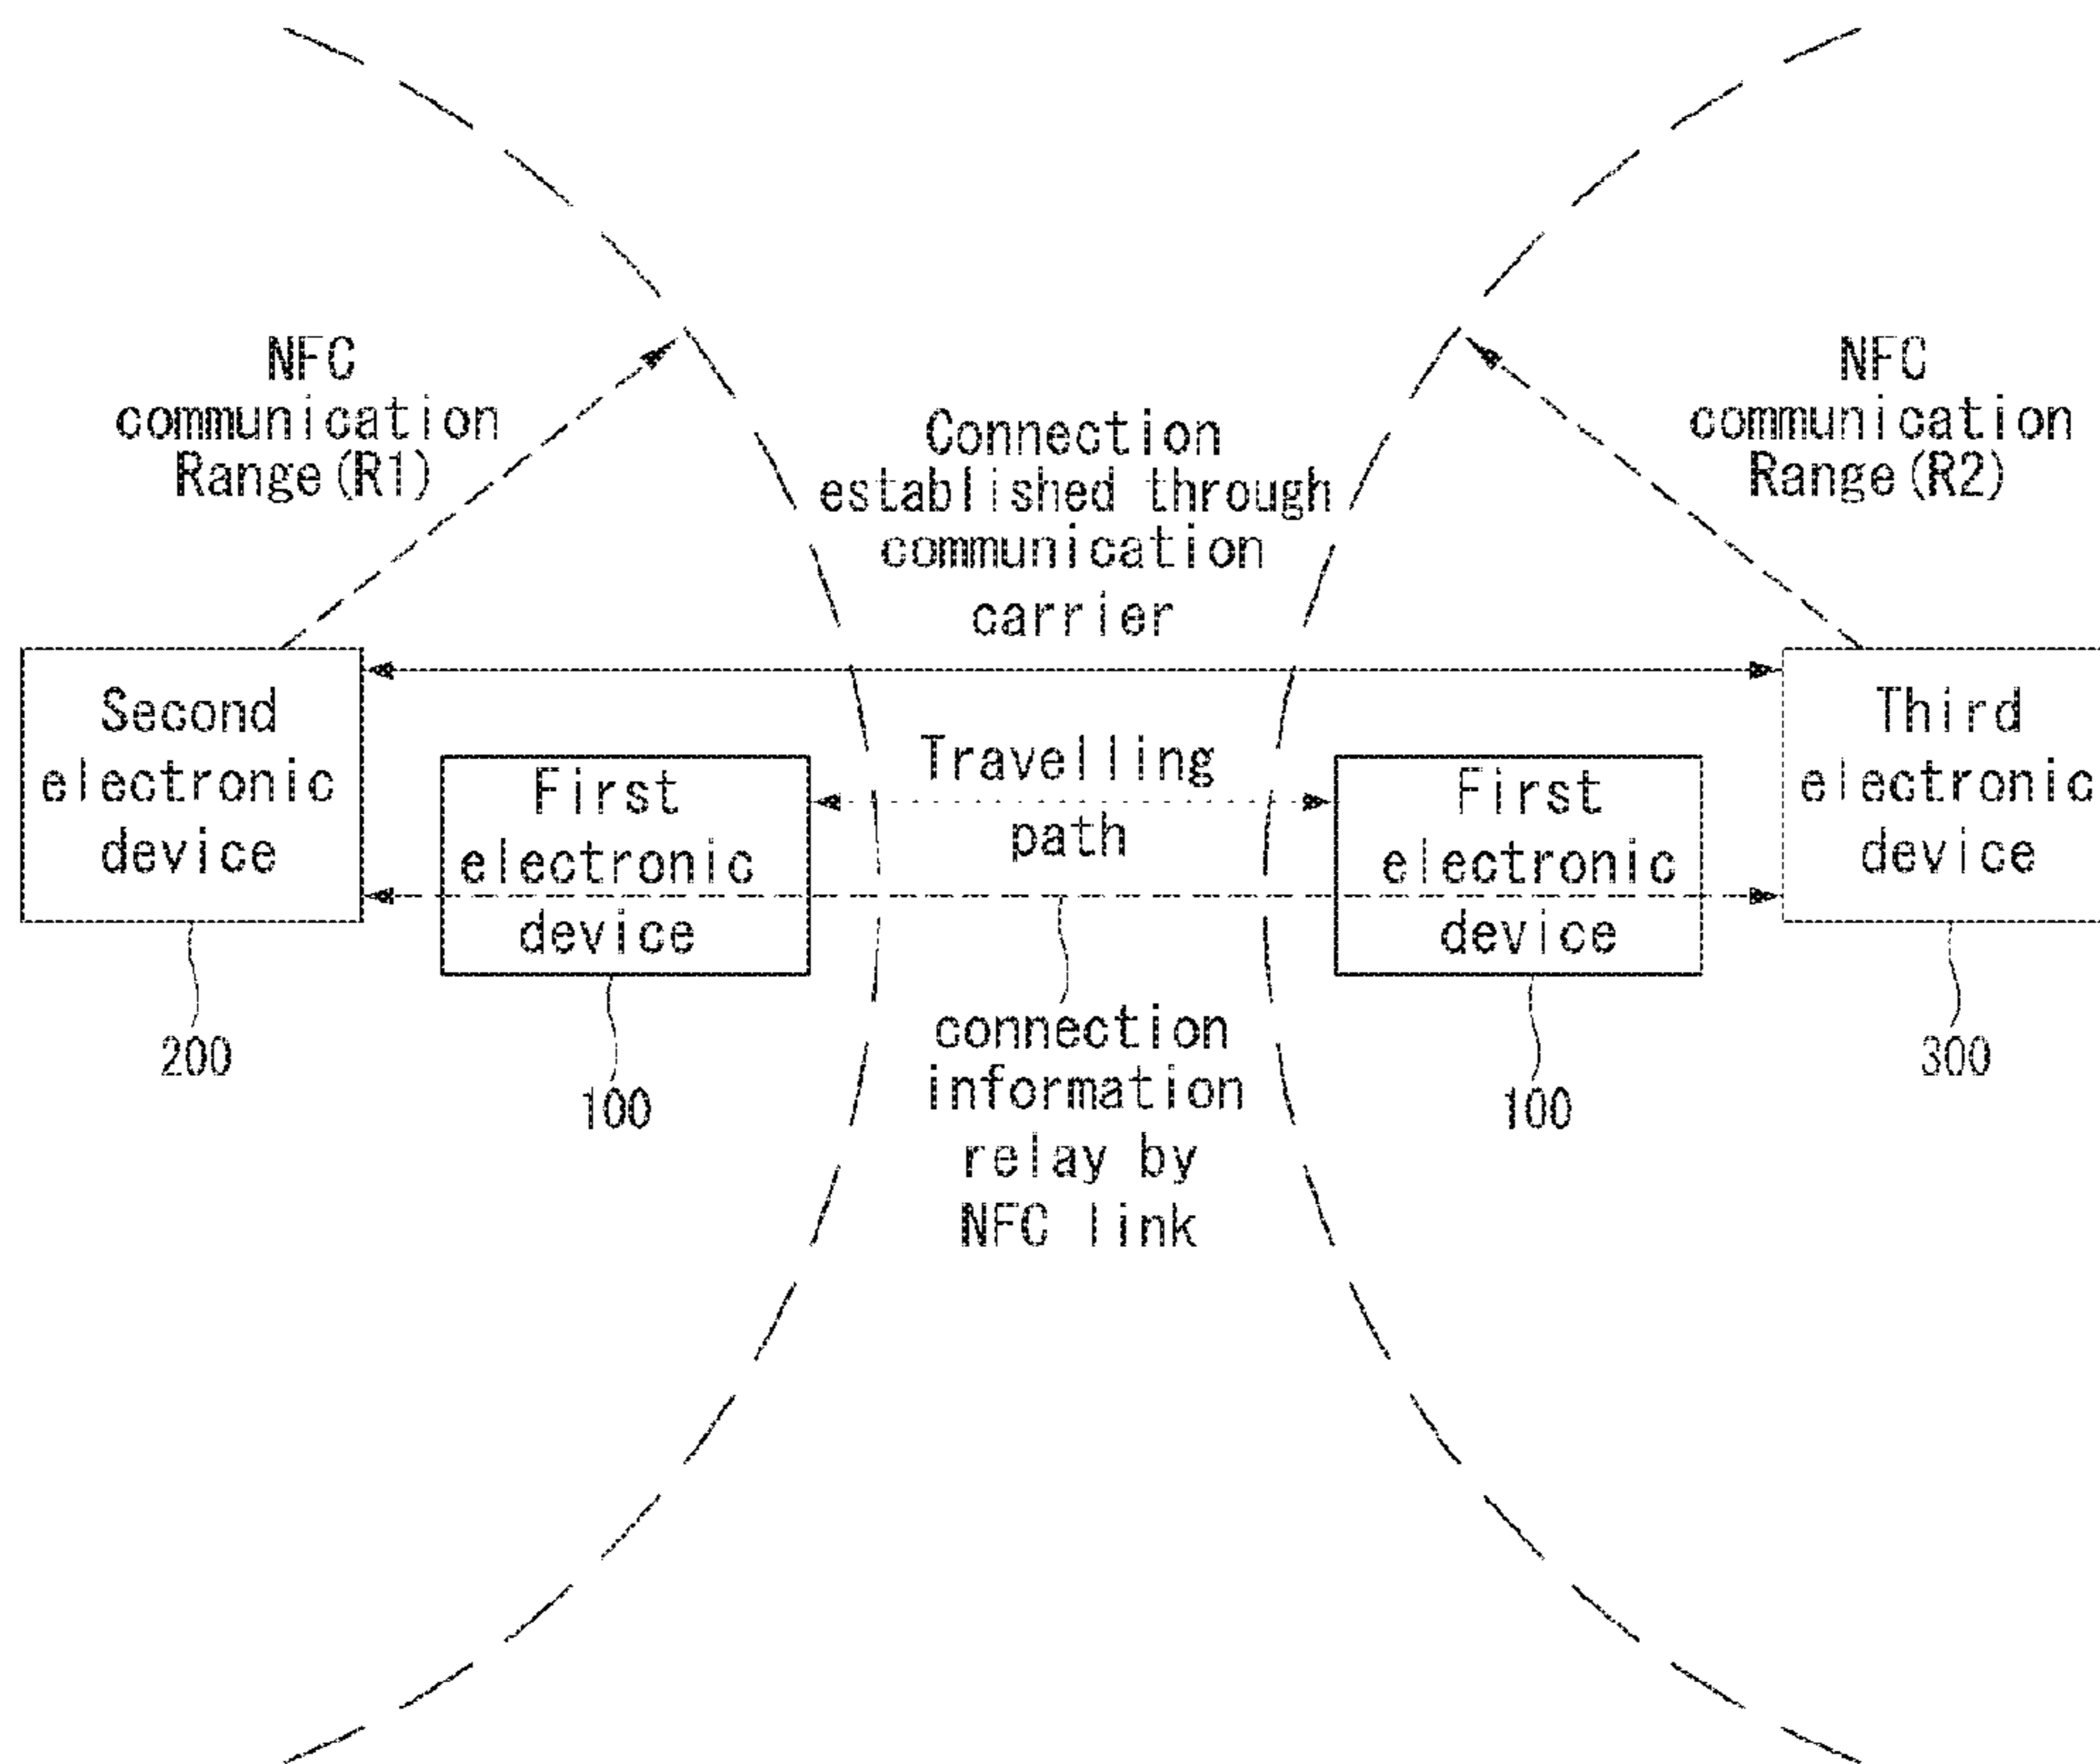 NFC
communication
Range(R1)
NFC
communication
Range(R2)
Connection
established through
communication
carrier
Second
electronic
device
First
electronic
device
Travelling
path
First
electronic
device
Third
electronic
device
200
100
connection
information
relay by
NFC link
100
300